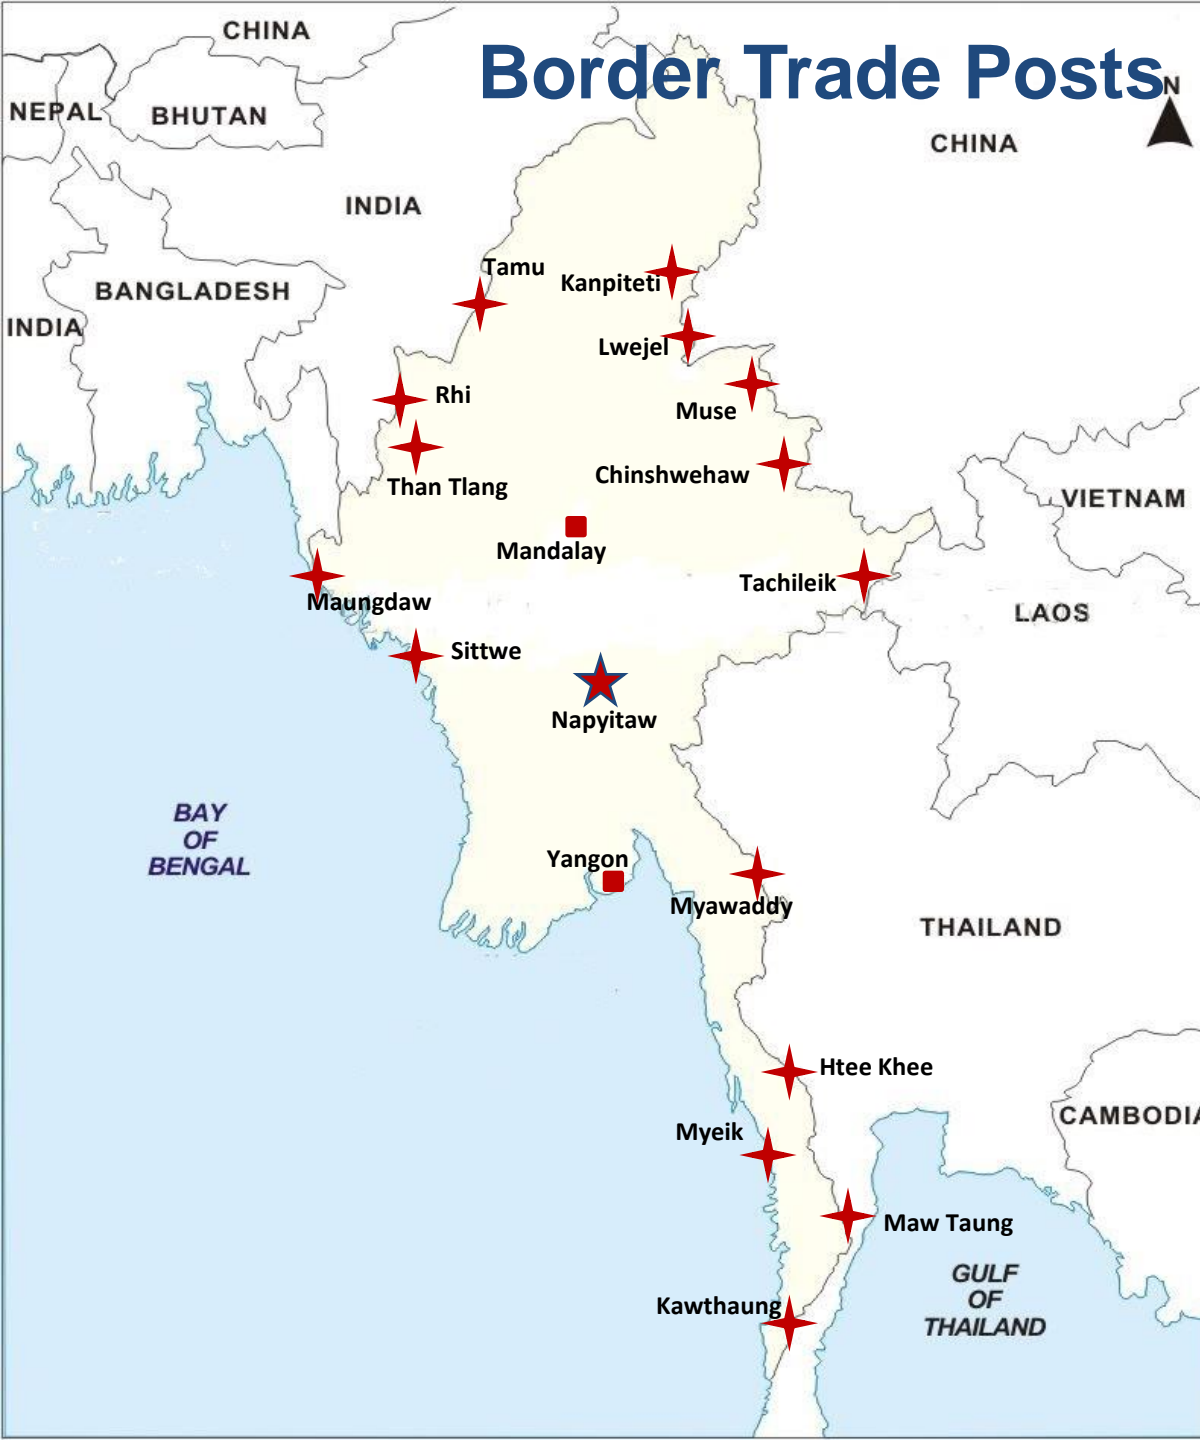 Border Trade Posts
CHINA
N
NEPAL
BHUTAN
CHINA
INDIA
Tamu
Kanpiteti
BANGLADESH
INDIA
Lwejel
Rhi
Muse
Chinshwehaw
Than Tlang
VIETNAM
Mandalay
Tachileik
Maungdaw
LAOS
Sittwe
Napyitaw
BAY
OF
BENGAL
Yangon
Myawaddy
THAILAND
Htee Khee
CAMBODIA
Myeik
Maw Taung
GULF
OF
THAILAND
Kawthaung